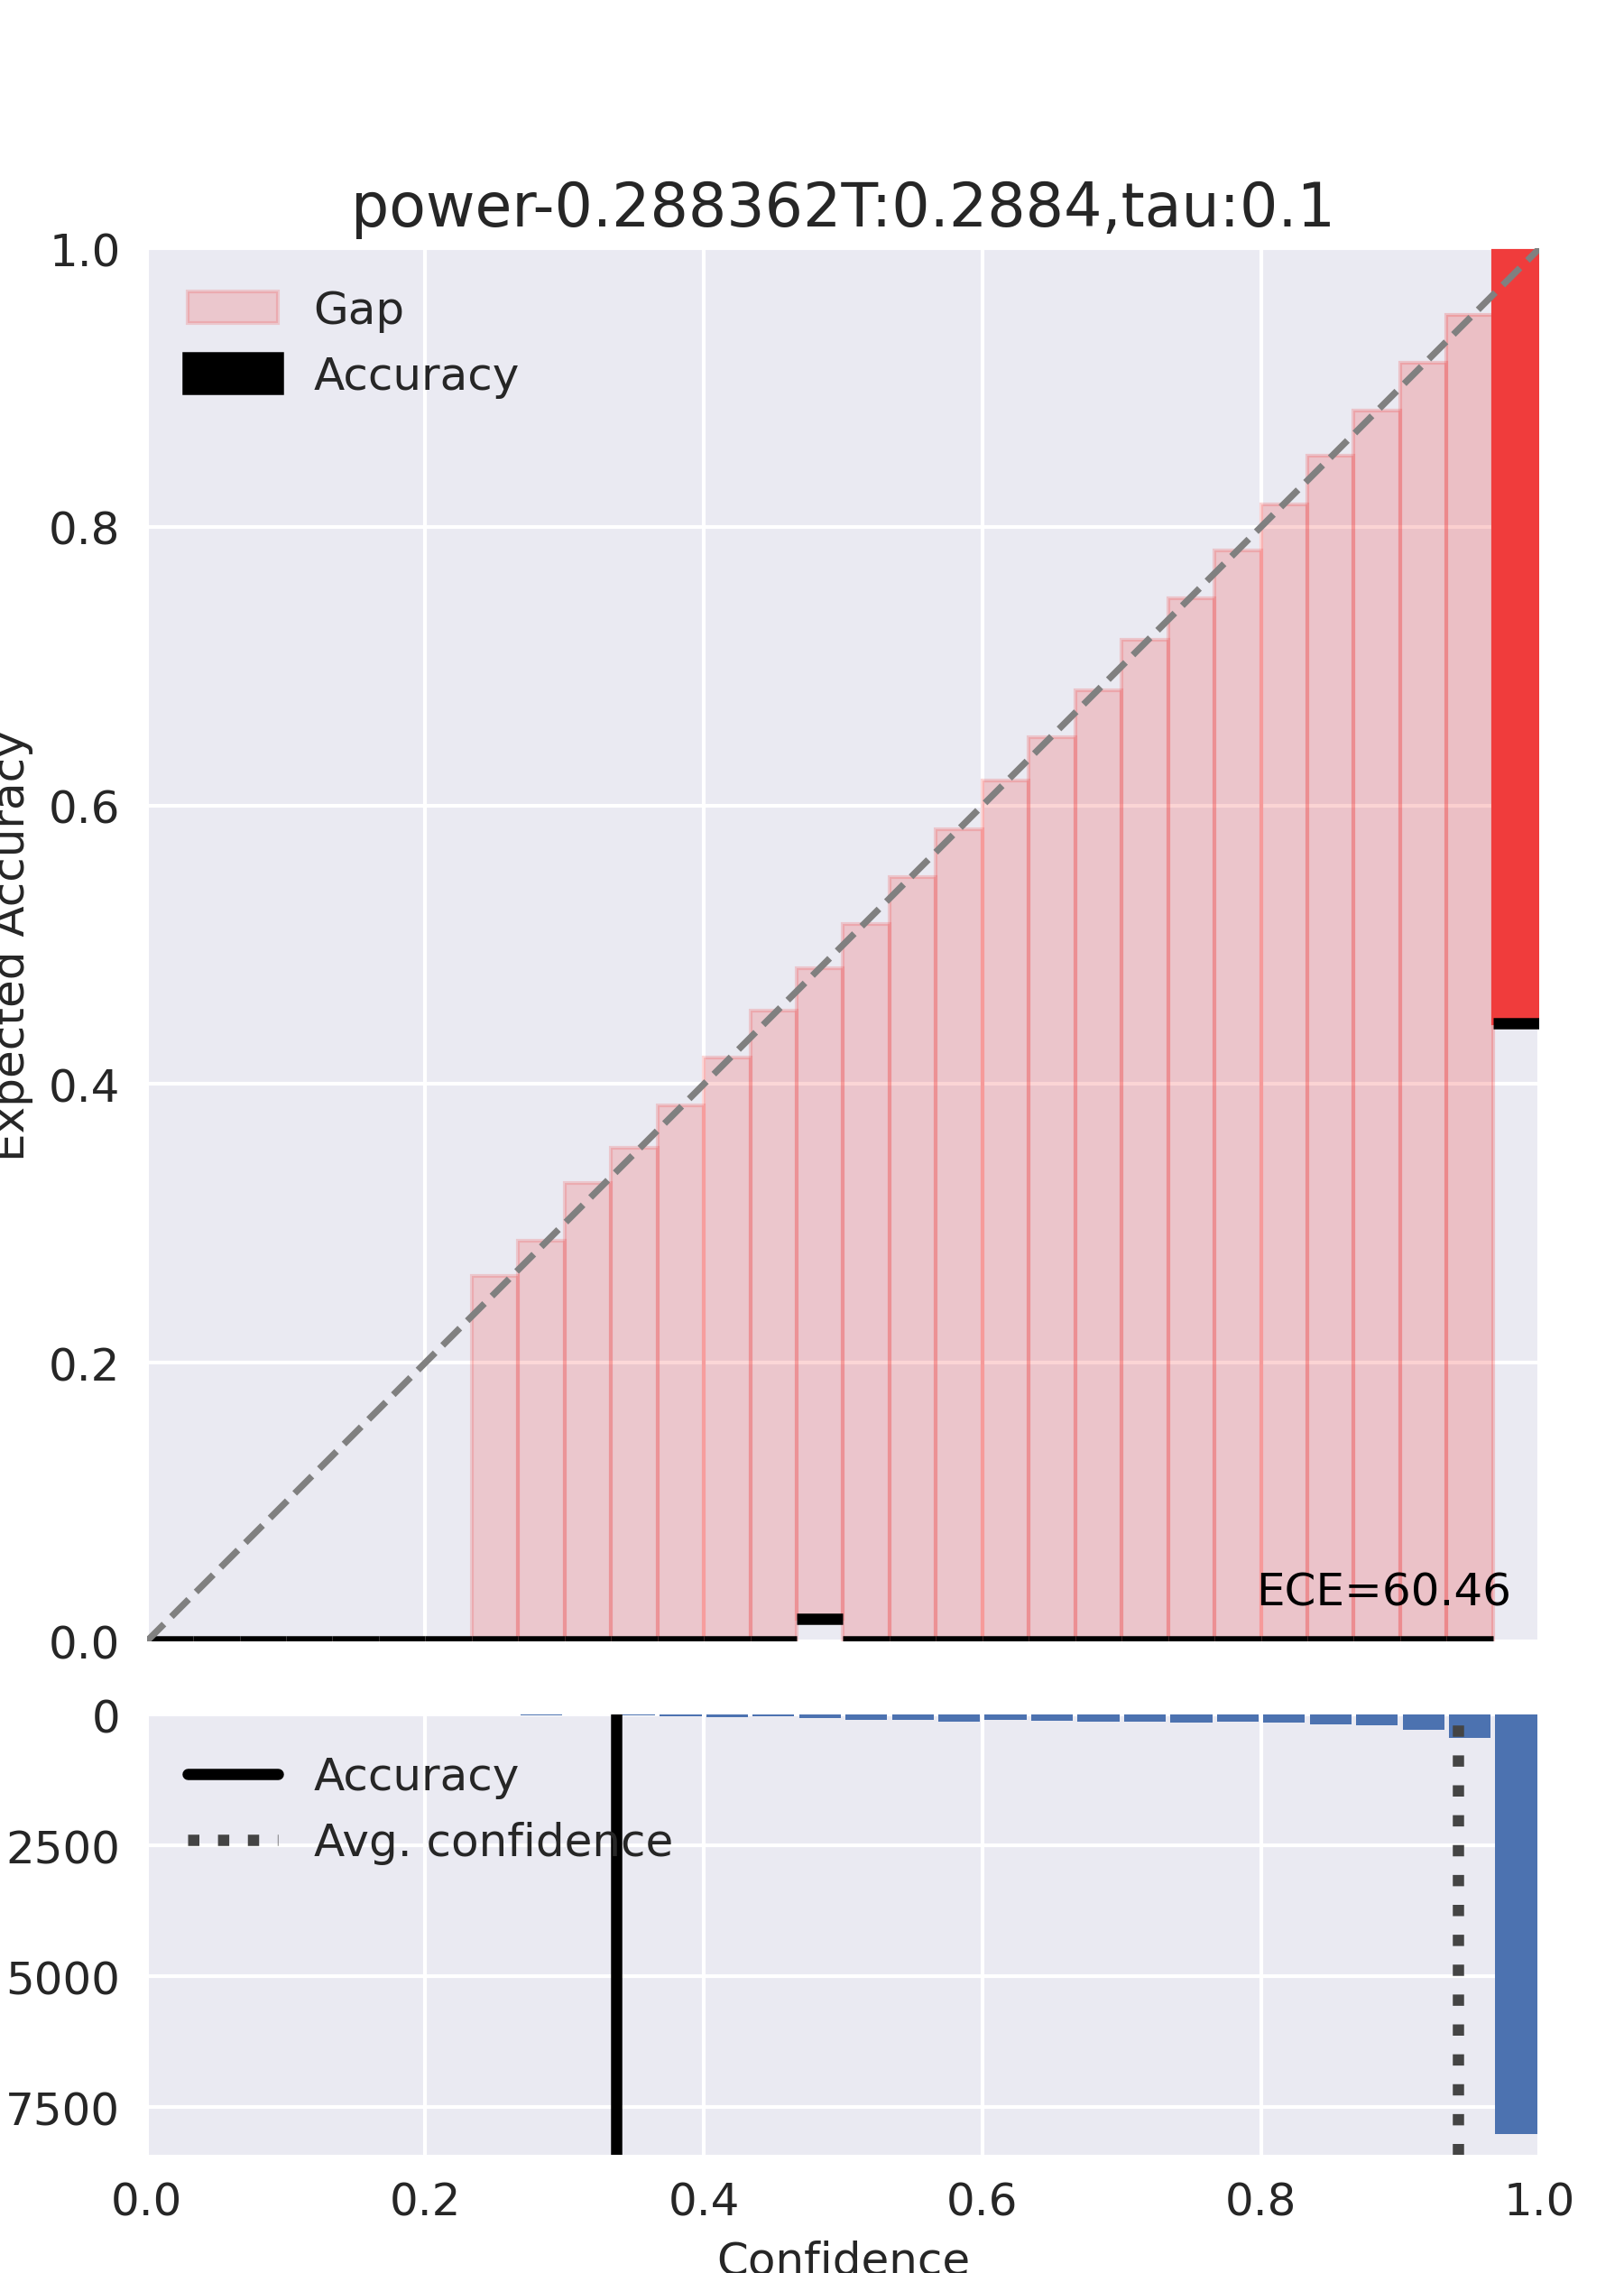 power-0.288362T:0.2884,tau:0.1
1.0
0.8
0.6
0.4
0.2
0.0
Expected Accuracy
Gap
Accuracy
ECE=60.46
0
2500
5000
7500
Accuracy
Avg. confidence
0.0 0.2 0.4 0.6 0.8 1.0
Confidence